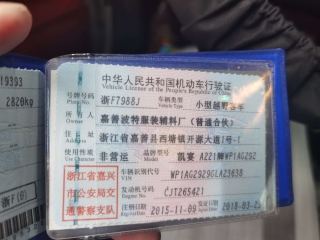 19393
2820kg
中华人民共和国机动车行驶证
Vehicle License of the People's Republic of China
号牌号码 浙F7988J 车辆类型 小型越野客车
Plate No. Vehicle Type
所有人 嘉善波特服装辅料厂(普通合伙)
Owner
住址 浙江省嘉善县西塘镇开源大道1号-1
Address
使用性质 非营运 品牌型号 凯宴
Use Character Model
浙江省嘉兴
市公安局交
通警察支队
车辆识别代号
VIN
发动机号码 CJT265421
Engine No.
注册日期 2015-11-09 发证日期
Register Date Issue Date